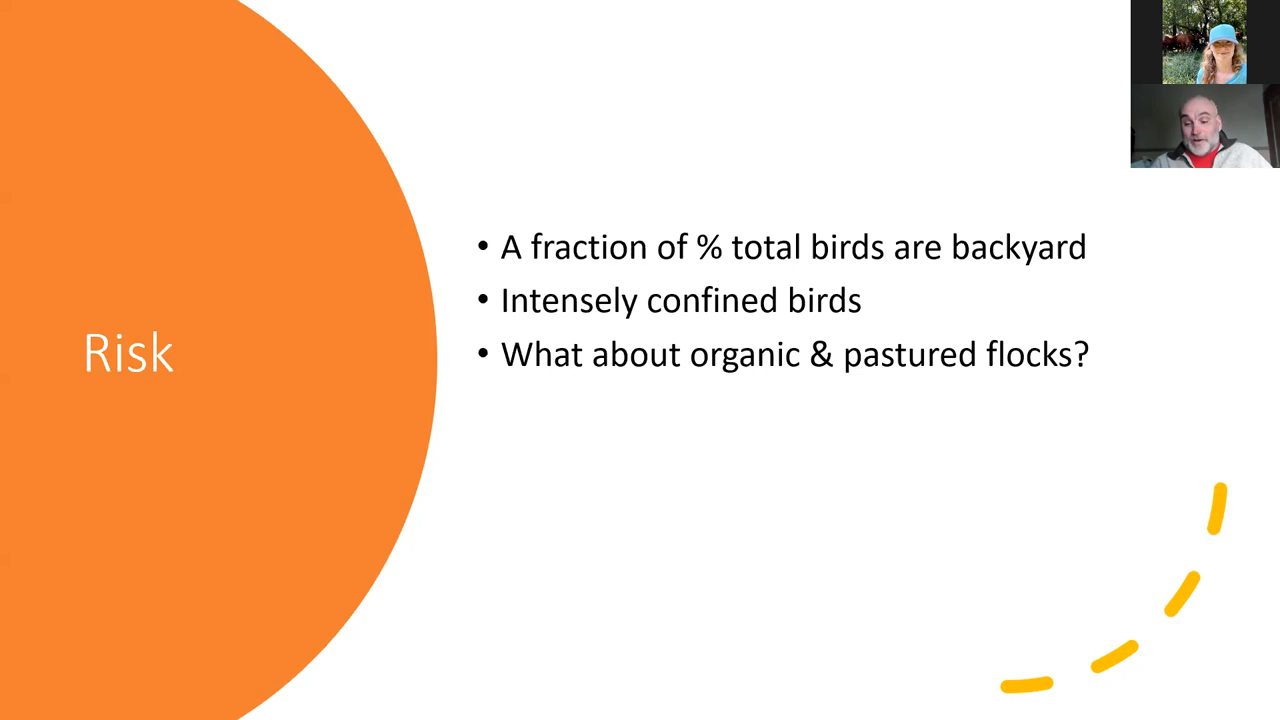 Risk
• A fraction of % total birds are backyard
• Intensely confined birds
• What about organic & pastured flocks?